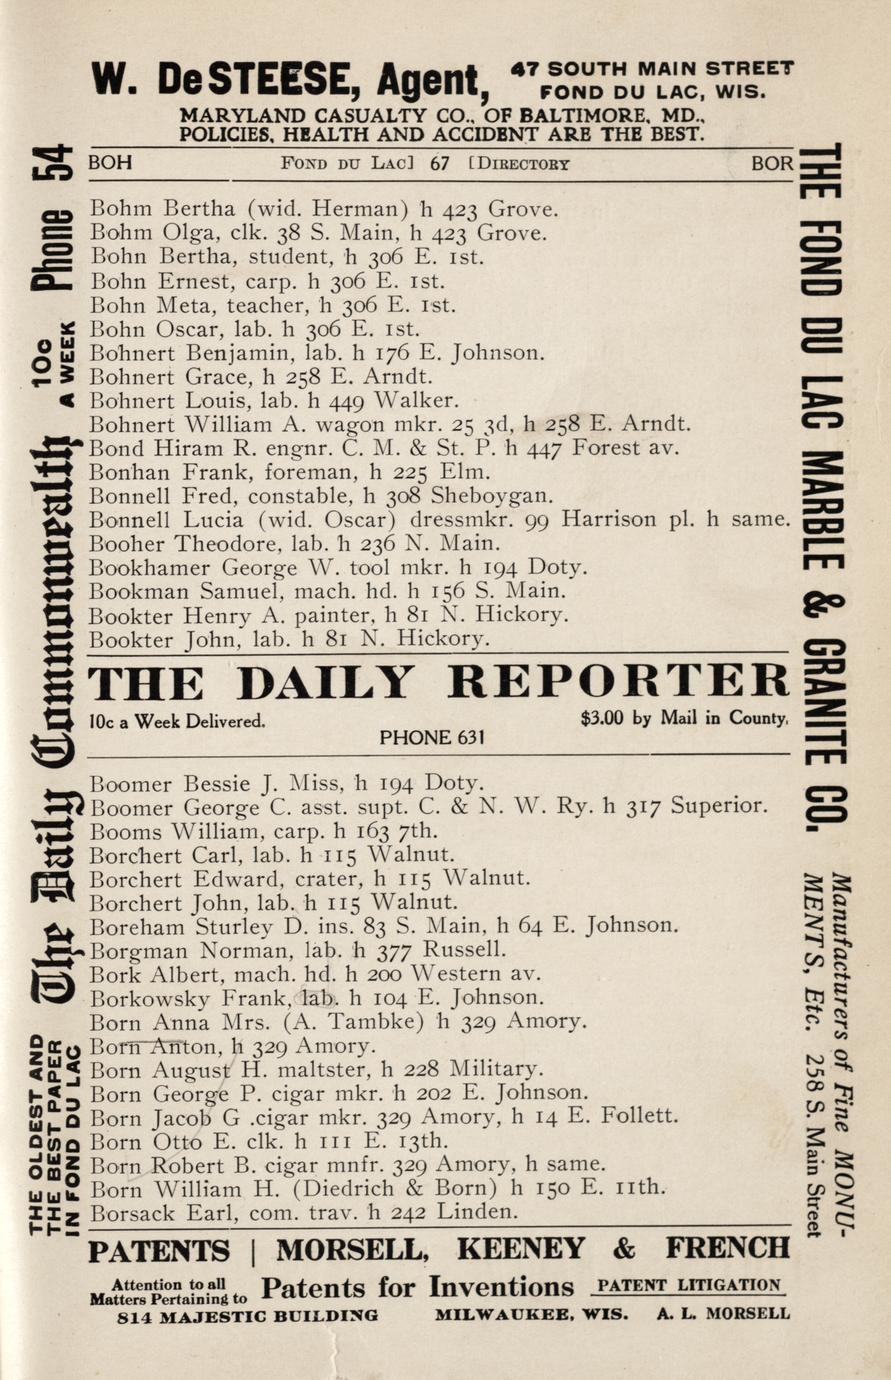 W. DeSTEESE, Agent, 47 SOUTH MAIN STREET
FOND DU LAC, WIS.
MARYLAND CASUALTY CO., OF BALTIMORE, MD.,
POLICIES, HEALTH AND ACCIDENT ARE THE BEST.
BOH FOND DU LAC] 67 [DIRECTORY BOR
Bohm Bertha (wid. Herman) h 423 Grove.
Bohm Olga, clk. 38 S. Main, h 423 Grove.
Bohn Bertha, student, h 306 E. 1st.
Bohn Ernest, carp. h 306 E. 1st.
Bohn Meta, teacher, h 306 E. 1st.
Bohn Oscar, lab. h 306 E. 1st.
Bohnert Benjamin, lab. h 176 E. Johnson.
Bohnert Grace, h 258 E. Arndt.
Bohnert Louis, lab. h 449 Walker.
Bohnert William A. wagon mkr. 25 3d, h 258 E. Arndt.
Bond Hiram R. engnr. C. M. & St. P. h 447 Forest av.
Bonhan Frank, foreman, h 225 Elm.
Bonnell Fred, constable, h 308 Sheboygan.
Bonnell Lucia (wid. Oscar) dressmkr. 99 Harrison pl. h same.
Booher Theodore, lab. h 236 N. Main.
Bookhamer George W. tool mkr. h 194 Doty.
Bookman Samuel, mach. hd. h 156 S. Main.
Bookter Henry A. painter, h 81 N. Hickory.
Bookter John, lab. h 81 N. Hickory.
THE DAILY REPORTER
10c a Week Delivered. $3.00 by Mail in County,
PHONE 631
Boomer Bessie J. Miss, h 194 Doty.
Boomer George C. asst. supt. C. & N. W. Ry. h 317 Superior.
Booms William, carp. h 163 7th.
Borchert Carl, lab. h 115 Walnut.
Borchert Edward, crater, h 115 Walnut.
Borchert John, lab. h 115 Walnut.
Boreham Sturley D. ins. 83 S. Main, h 64 E. Johnson.
Borgman Norman, lab. h 377 Russell.
Bork Albert, mach. hd. h 200 Western av.
Borkowsky Frank, lab. h 104 E. Johnson.
Born Anna Mrs. (A. Tambke) h 329 Amory.
Born Anton, h 329 Amory.
Born August H. maltster, h 228 Military.
Born George P. cigar mkr. h 202 E. Johnson.
Born Jacob G .cigar mkr. 329 Amory, h 14 E. Follett.
Born Otto E. clk. h 111 E. 13th.
Born Robert B. cigar mnfr. 329 Amory, h same.
Born William H. (Diedrich & Born) h 150 E. 11th.
Borsack Earl, com. trav. h 242 Linden.
PATENTS | MORSELL, KEENEY & FRENCH
Attention to all
Matters Pertaining to Patents for Inventions PATENT LITIGATION
814 MAJESTIC BUILDING MILWAUKEE, WIS. A. L. MORSELL
THE OLDEST AND
THE BEST PAPER
IN FOND DU LAC
The Daily Commonwealth 10c
A WEEK
Phone 54
THE FOND DU LAC MARBLE & GRANITE CO.
Manufacturers of Fine MONU-
MENTS, Etc. 258 S. Main Street